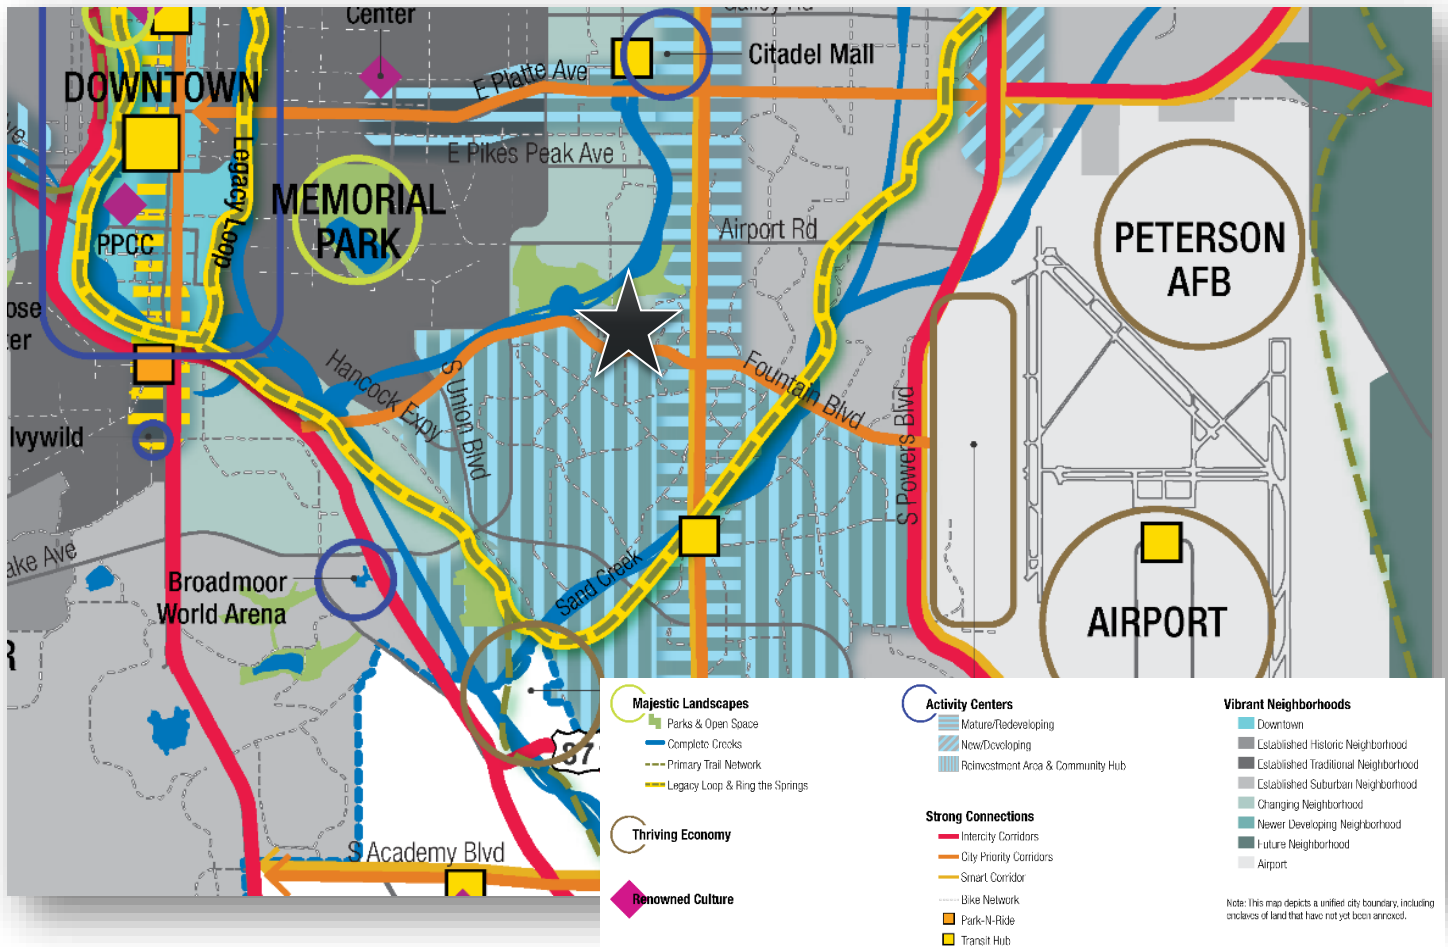 Center
Galley Rd
Citadel Mall
E Platte Ave
DOWNTOWN
E Pikes Peak Ave
Legacy Loop
MEMORIAL
PARK
PPCC
Airport Rd
PETERSON
AFB
Hancock Expy
S Union Blvd
Fountain Blvd
S Powers Blvd
Ivywild
ake Ave
Broadmoor
World Arena
Sand Creek
AIRPORT
R
87
S Academy Blvd
Majestic Landscapes
Parks & Open Space
Complete Creeks
Primary Trail Network
Legacy Loop & Ring the Springs
Thriving Economy
Renowned Culture
Activity Centers
Mature/Redeveloping
New/Developing
Reinvestment Area & Community Hub
Strong Connections
Intercity Corridors
City Priority Corridors
Smart Corridor
Bike Network
Park-N-Ride
Transit Hub
Vibrant Neighborhoods
Downtown
Established Historic Neighborhood
Established Traditional Neighborhood
Established Suburban Neighborhood
Changing Neighborhood
Newer Developing Neighborhood
Future Neighborhood
Airport
Note: This map depicts a unified city boundary, including
enclaves of land that have not yet been annexed.